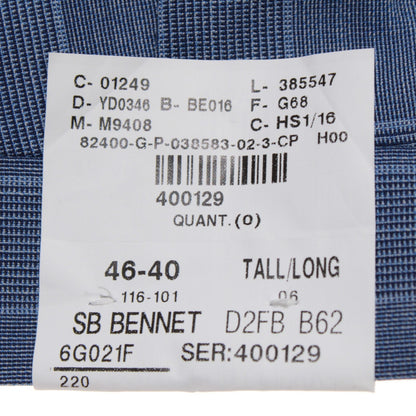 C- 01249 L- 385547
D- YD0346 B- BE016 F- G68
M- M9408 C- HS1/16
82400-G-P-038583-02-3-CP H00
400129
QUANT.(0)
46-40 TALL/LONG
116-101 06
SB BENNET D2FB B62
6G021F SER:400129
220